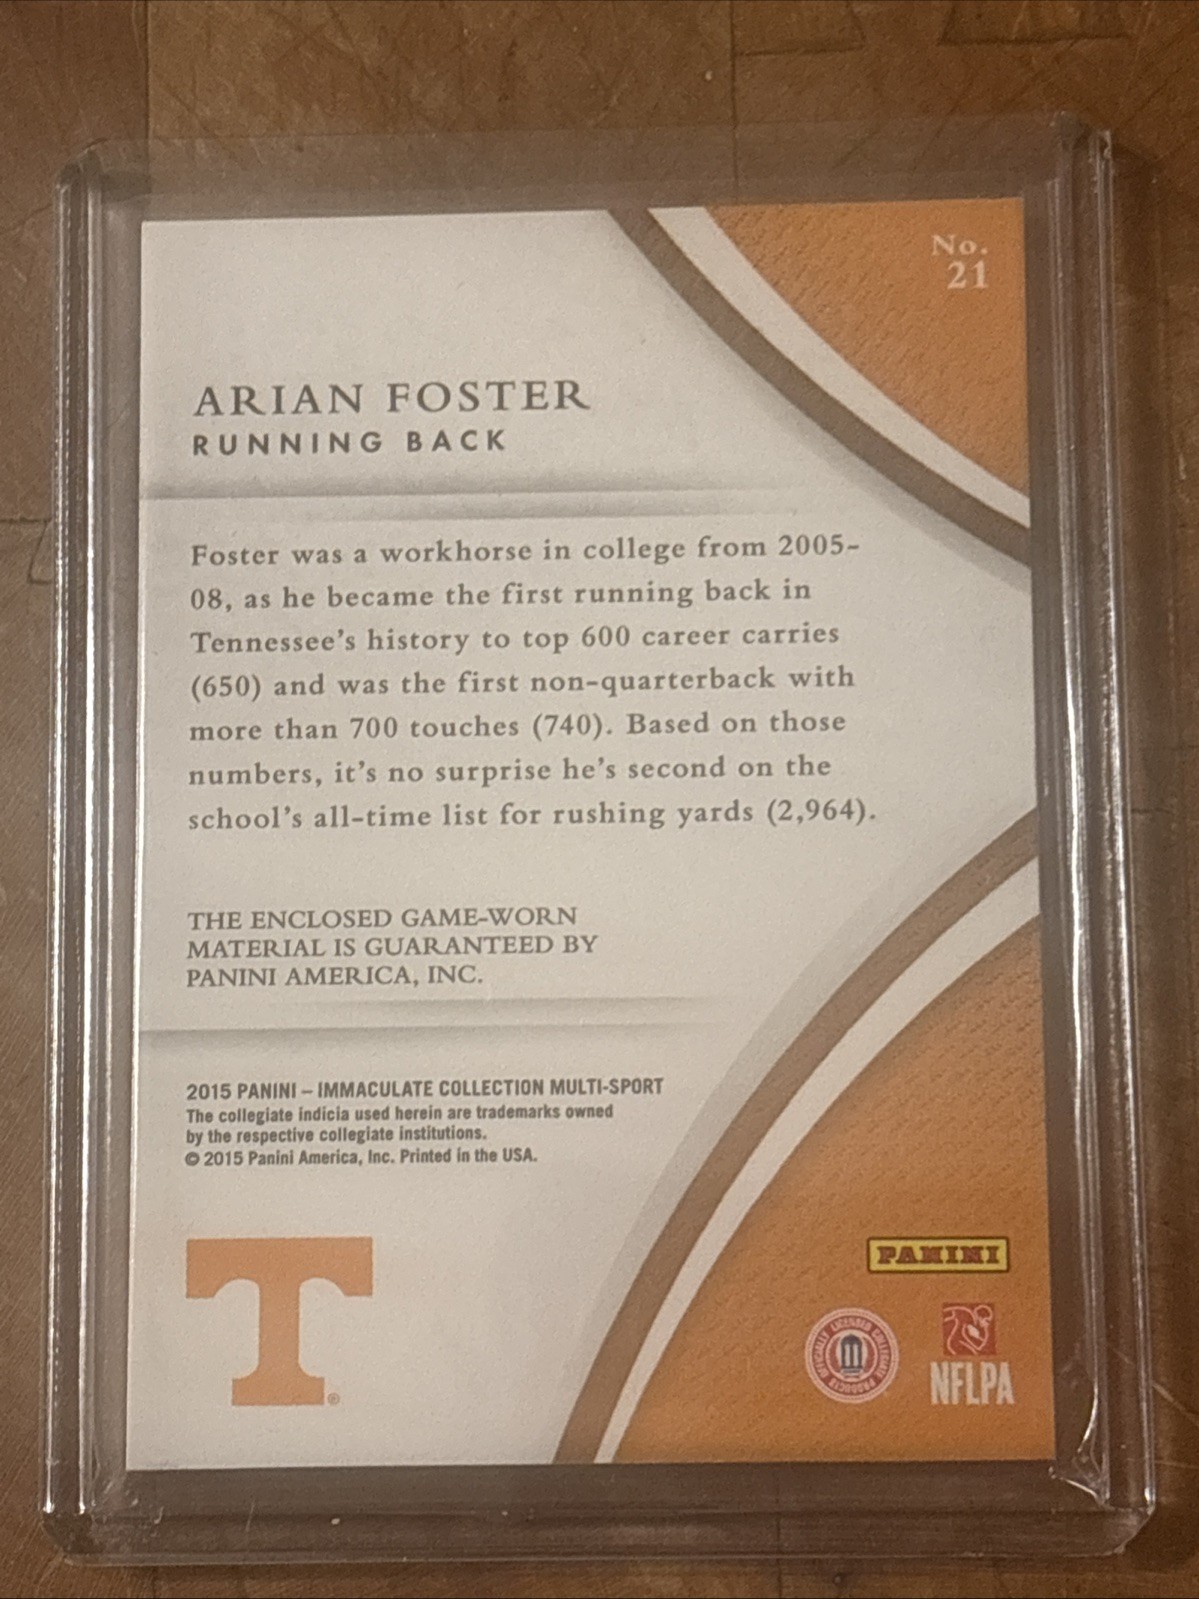 No.
21
ARIAN FOSTER
RUNNING BACK
Foster was a workhorse in college from 2005-
08, as he became the first running back in
Tennessee's history to top 600 career carries
(650) and was the first non-quarterback with
more than 700 touches (740). Based on those
numbers, it's no surprise he's second on the
school's all-time list for rushing yards (2,964).
THE ENCLOSED GAME-WORN
MATERIAL IS GUARANTEED BY
PANINI AMERICA, INC.
2015 PANINI – IMMACULATE COLLECTION MULTI-SPORT
The collegiate indicia used herein are trademarks owned
by the respective collegiate institutions.
© 2015 Panini America, Inc. Printed in the USA.
T®
PANINI
OFFICIALLY LICENSED COLLEGIATE PRODUCTS
NFLPA